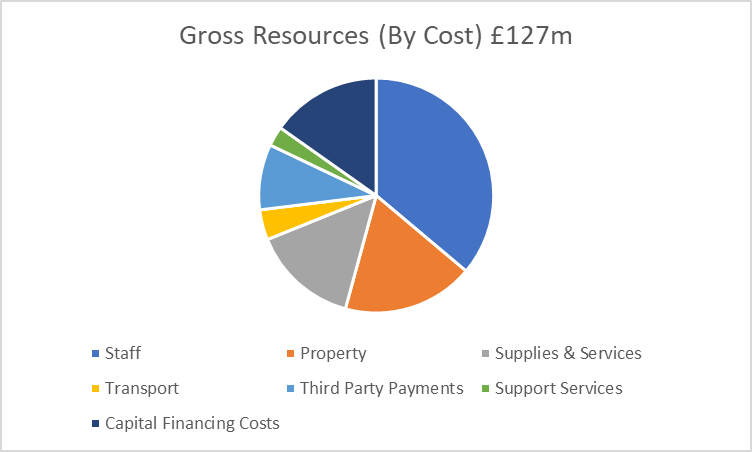 Gross Resources (By Cost) £127m
Staff
Property
Supplies & Services
Transport
Third Party Payments
Support Services
Capital Financing Costs